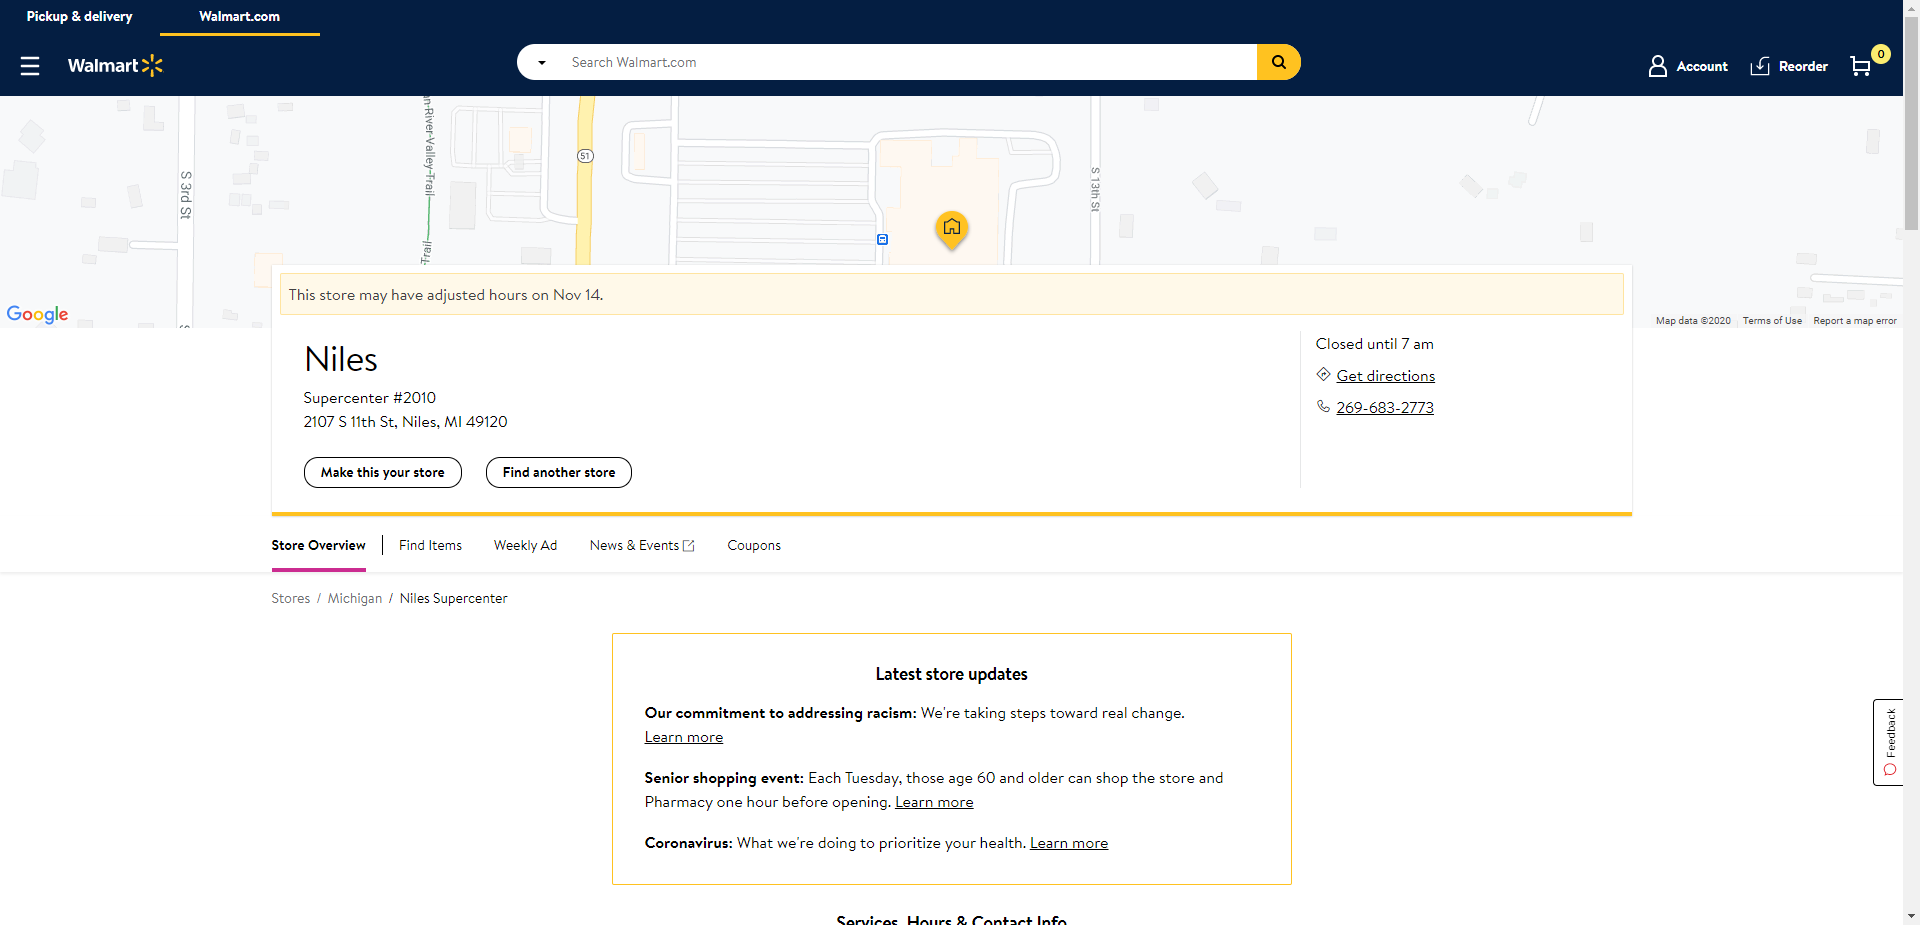 Pickup & delivery
Walmart.com
Walmart
Search Walmart.com
Account
Reorder
0
S 3rd St
n-River-Valley-Trail
51
S 13th St
Google
Map data ©2020
Terms of Use
Report a map error
This store may have adjusted hours on Nov 14.
Niles
Supercenter #2010
2107 S 11th St, Niles, MI 49120
Make this your store
Find another store
Closed until 7 am
Get directions
269-683-2773
Store Overview
Find Items
Weekly Ad
News & Events
Coupons
Stores / Michigan / Niles Supercenter
Latest store updates
Our commitment to addressing racism: We're taking steps toward real change.
Learn more
Senior shopping event: Each Tuesday, those age 60 and older can shop the store and
Pharmacy one hour before opening. Learn more
Coronavirus: What we're doing to prioritize your health. Learn more
Feedback
Services, Hours & Contact Info